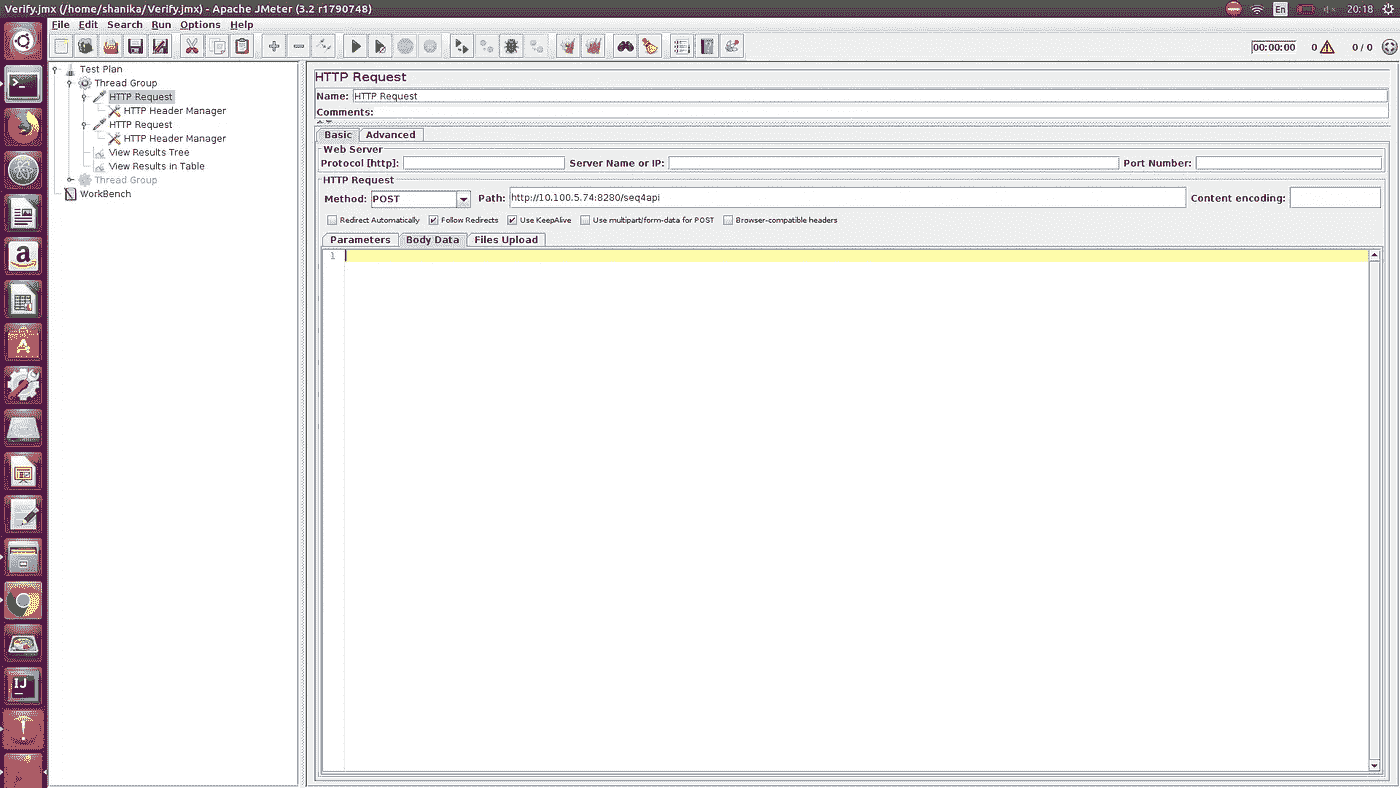 Verify.jmx (/home/shanika/Verify.jmx) - Apache JMeter (3.2 r1790748) En 20:18
File Edit Search Run Options Help
00:00:00 0 0 / 0
Test Plan
Thread Group
HTTP Request
HTTP Header Manager
HTTP Request
HTTP Header Manager
View Results Tree
View Results in Table
Thread Group
WorkBench
HTTP Request
Name: HTTP Request
Comments:
Basic Advanced
Web Server
Protocol [http]: Server Name or IP: Port Number:
HTTP Request
Method: POST Path: http://10.100.5.74:8280/seq4api Content encoding:
Redirect Automatically Follow Redirects Use KeepAlive Use multipart/form-data for POST Browser-compatible headers
Parameters Body Data Files Upload
1
a
A
IJ